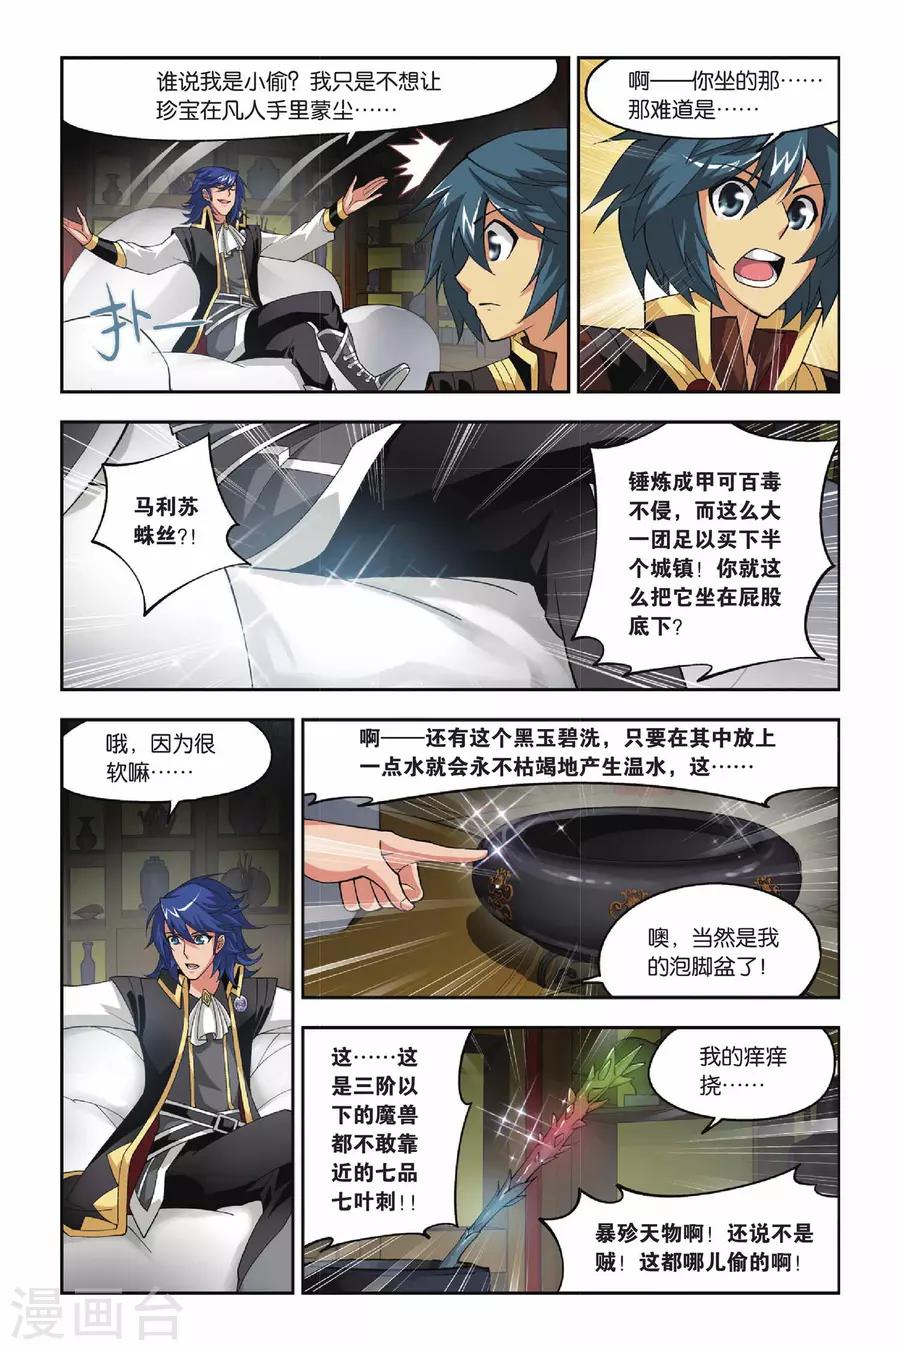 谁说我是小偷？我只是不想让
珍宝在凡人手里蒙尘……
扑—
啊——你坐的那……
那难道是……
马利苏
蛛丝?!
锤炼成甲可百毒
不侵，而这么大
一团足以买下半
个城镇！你就这
么把它坐在屁股
底下？
哦，因为很
软嘛……
啊——还有这个黑玉碧洗，只要在其中放上
一点水就会永不枯竭地产生温水，这……
噢，当然是我
的泡脚盆了！
这……这
是三阶以
下的魔兽
都不敢靠
近的七品
七叶刺！！
我的痒痒
挠……
暴殄天物啊！还说不是
贼！这都哪儿偷的啊！
漫画台